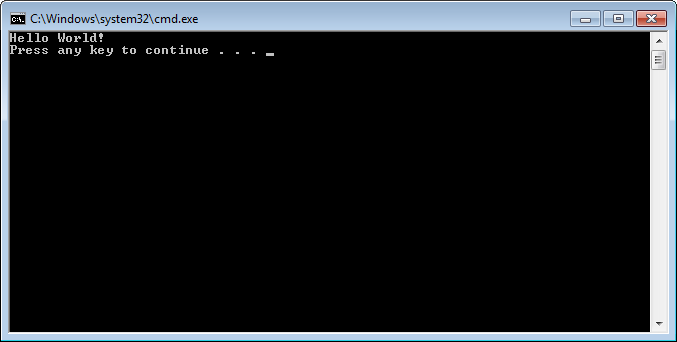 C:\Windows\system32\cmd.exe
Hello World!
Press any key to continue . . . _